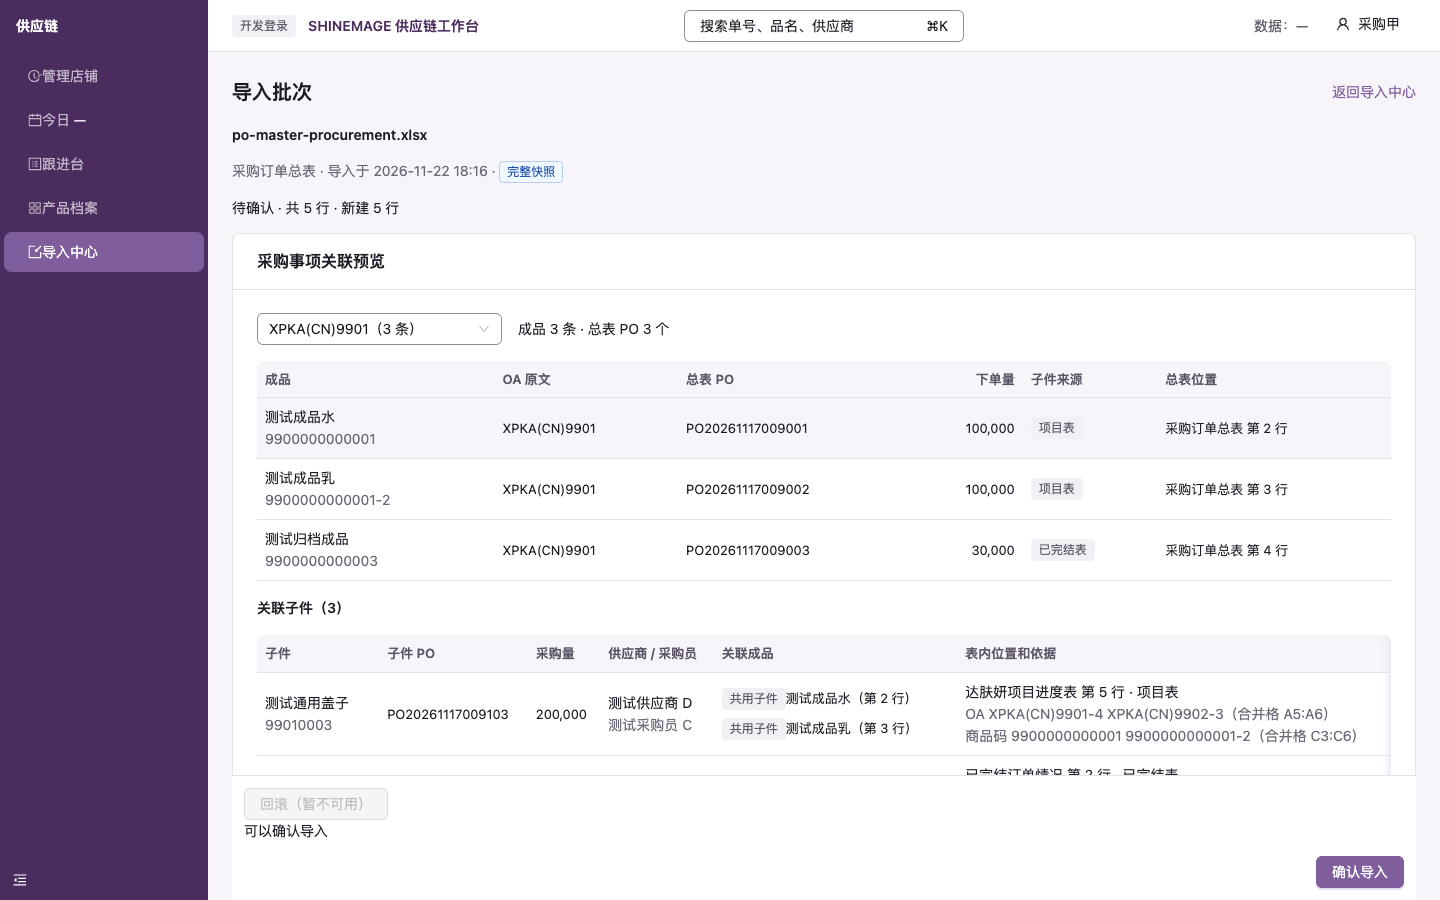 供应链
开发登录 SHINEMAGE 供应链工作台
搜索单号、品名、供应商 ⌘K
数据：— 采购甲
管理店铺
今日 —
跟进台
产品档案
导入中心
导入批次
返回导入中心
po-master-procurement.xlsx
采购订单总表 · 导入于 2026-11-22 18:16 · 完整快照
待确认 · 共 5 行 · 新建 5 行
采购事项关联预览
XPKA(CN)9901（3 条） 成品 3 条 · 总表 PO 3 个
成品 OA 原文 总表 PO 下单量 子件来源 总表位置
测试成品水
9900000000001
XPKA(CN)9901 PO20261117009001 100,000 项目表 采购订单总表 第 2 行
测试成品乳
9900000000001-2
XPKA(CN)9901 PO20261117009002 100,000 项目表 采购订单总表 第 3 行
测试归档成品
9900000000003
XPKA(CN)9901 PO20261117009003 30,000 已完结表 采购订单总表 第 4 行
关联子件（3）
子件 子件 PO 采购量 供应商 / 采购员 关联成品 表内位置和依据
测试通用盖子
99010003
PO20261117009103 200,000
测试供应商 D
测试采购员 C
共用子件 测试成品水（第 2 行）
共用子件 测试成品乳（第 3 行）
达肤妍项目进度表 第 5 行 · 项目表
OA XPKA(CN)9901-4 XPKA(CN)9902-3（合并格 A5:A6）
商品码 9900000000001 9900000000001-2（合并格 C3:C6）
已完结订单情况 第 2 行 · 已完结表
回滚（暂不可用）
可以确认导入
确认导入